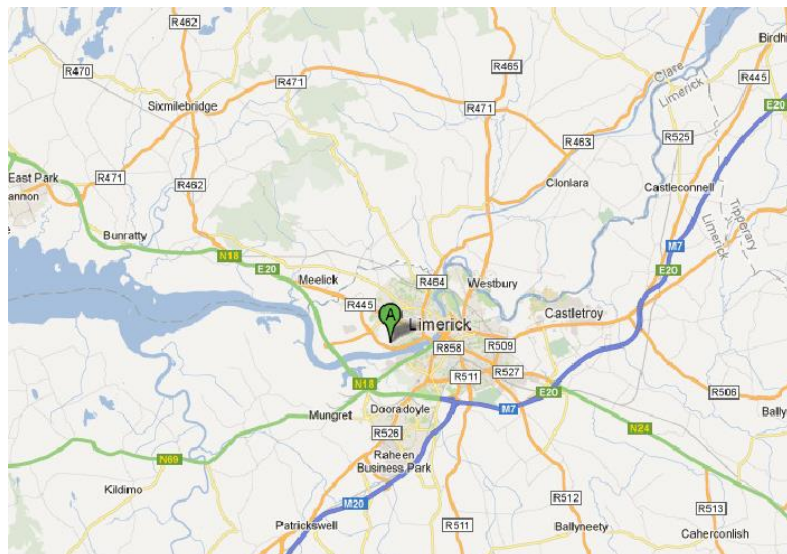 R462
Birdhi
R470
R465
R445
R471
Clare
Limerick
Sixmilebridge
R471
E20
R525
R463
East Park
R471
R462
Clonlara
Castleconnell
annon
Limerick
Tipperary
Bunratty
N18
M7
E20
E20
Meelick
R464
Westbury
R445
Castletroy
A
Limerick
R858
R509
R527
N18
R511
E20
R506
Mungret
Dooradoyle
M7
Bally
R526
N24
N69
Raheen
Business Park
Kildimo
M20
R512
R513
Patrickswell
R511
Ballyneety
Caherconlish